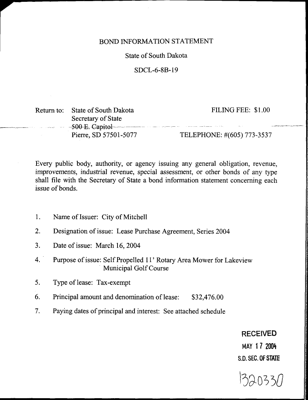 BOND INFORMATION STATEMENT
State of South Dakota
SDCL-6-8B-19
Return to: State of South Dakota FILING FEE: $1.00
Secretary of State
500 E. Capitol
Pierre, SD 57501-5077 TELEPHONE: #(605) 773-3537
Every public body, authority, or agency issuing any general obligation, revenue,
improvements, industrial revenue, special assessment, or other bonds of any type
shall file with the Secretary of State a bond information statement concerning each
issue of bonds.
1. Name of Issuer: City of Mitchell
2. Designation of issue: Lease Purchase Agreement, Series 2004
3. Date of issue: March 16, 2004
4. Purpose of issue: Self Propelled 11' Rotary Area Mower for Lakeview
Municipal Golf Course
5. Type of lease: Tax-exempt
6. Principal amount and denomination of lease: $32,476.00
7. Paying dates of principal and interest: See attached schedule
RECEIVED
MAY 17 2004
S.D. SEC. OF STATE
1320330